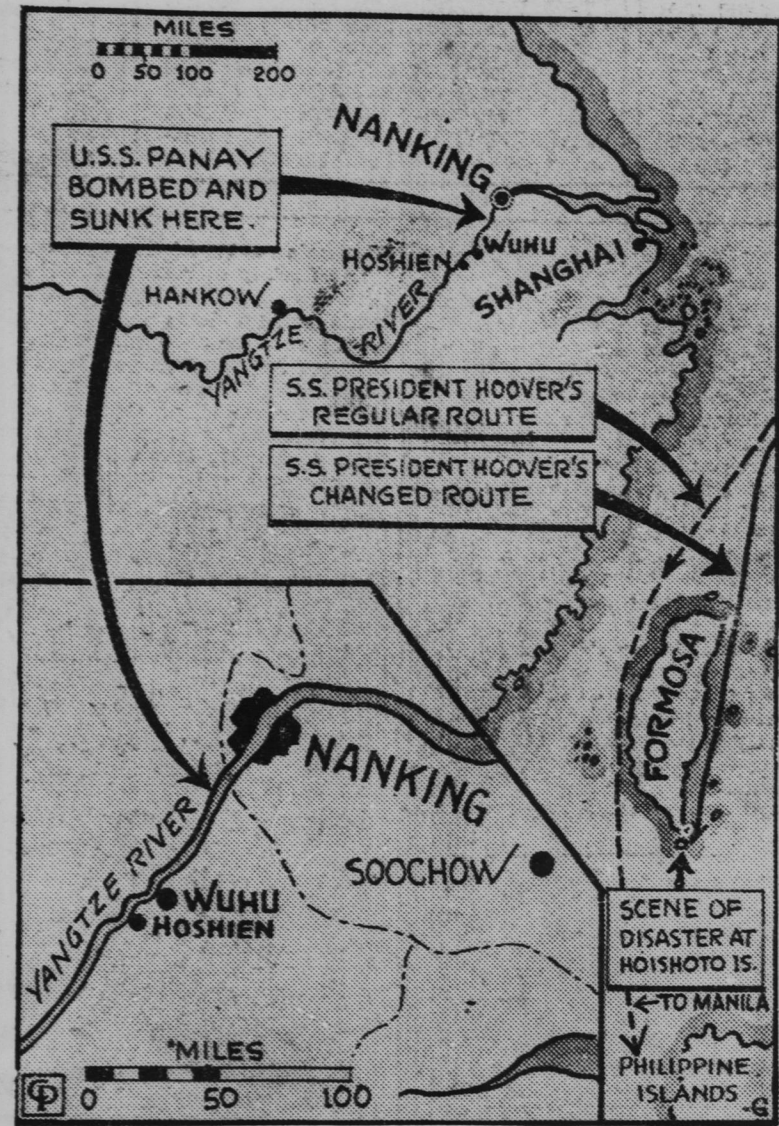 MILES
0 50 100 200
NANKING
U.S.S. PANAY
BOMBED AND
SUNK HERE.
HOSHIEN
WUHU
SHANGHAI
HANKOW
YANGTZE RIVER
S.S. PRESIDENT HOOVER'S
REGULAR ROUTE
S.S. PRESIDENT HOOVER'S
CHANGED ROUTE
FORMOSA
NANKING
SOOCHOW
YANGTZE RIVER
WUHU
HOSHIEN
SCENE OF
DISASTER AT
HOISHOTO IS.
TO MANILA
PHILIPPINE
ISLANDS
-G
MILES
0 50 100
CP